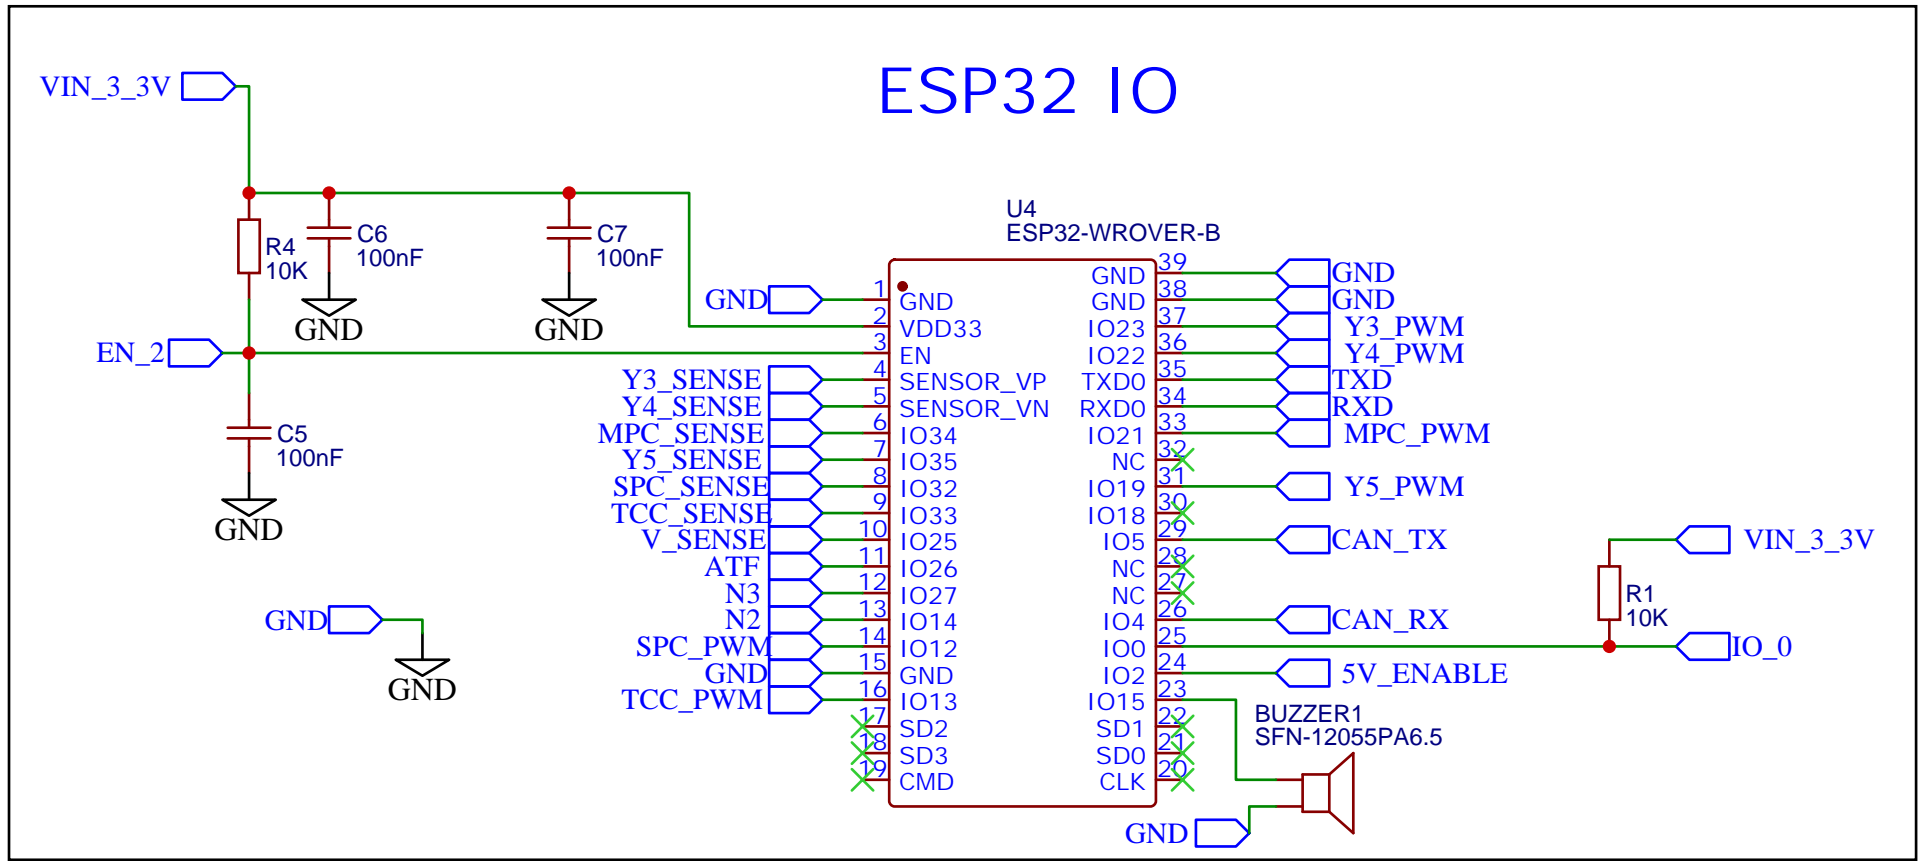 ESP32 IO
VIN_3_3V
R4
10K
C6
100nF
GND
C7
100nF
GND
EN_2
C5
100nF
GND
GND
GND
U4
ESP32-WROVER-B
GND 1 GND
2 VDD33
3 EN
Y3_SENSE 4 SENSOR_VP
Y4_SENSE 5 SENSOR_VN
MPC_SENSE 6 IO34
Y5_SENSE 7 IO35
SPC_SENSE 8 IO32
TCC_SENSE 9 IO33
V_SENSE 10 IO25
ATF 11 IO26
N3 12 IO27
N2 13 IO14
SPC_PWM 14 IO12
GND 15 GND
TCC_PWM 16 IO13
17 SD2
18 SD3
19 CMD
GND 39 GND
GND 38 GND
IO23 37 Y3_PWM
IO22 36 Y4_PWM
TXD0 35 TXD
RXD0 34 RXD
IO21 33 MPC_PWM
NC 32
IO19 31 Y5_PWM
IO18 30
IO5 29 CAN_TX
NC 28
NC 27
IO4 26 CAN_RX
IO0 25 IO_0
IO2 24 5V_ENABLE
IO15 23
SD1 22
SD0 21
CLK 20
VIN_3_3V
R1
10K
BUZZER1
SFN-12055PA6.5
GND